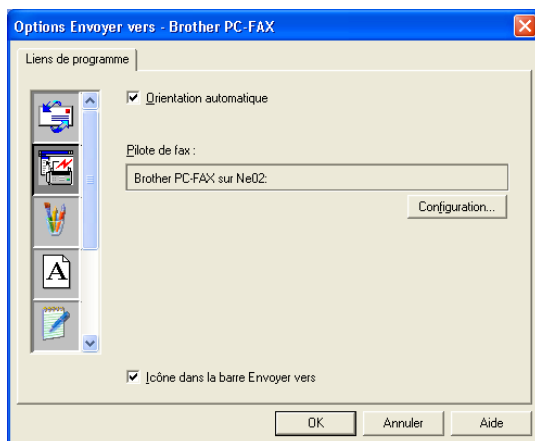 Options Envoyer vers - Brother PC-FAX
Liens de programme
Orientation automatique
Pilote de fax :
Brother PC-FAX sur Ne02:
Configuration...
A
Icône dans la barre Envoyer vers
OK
Annuler
Aide